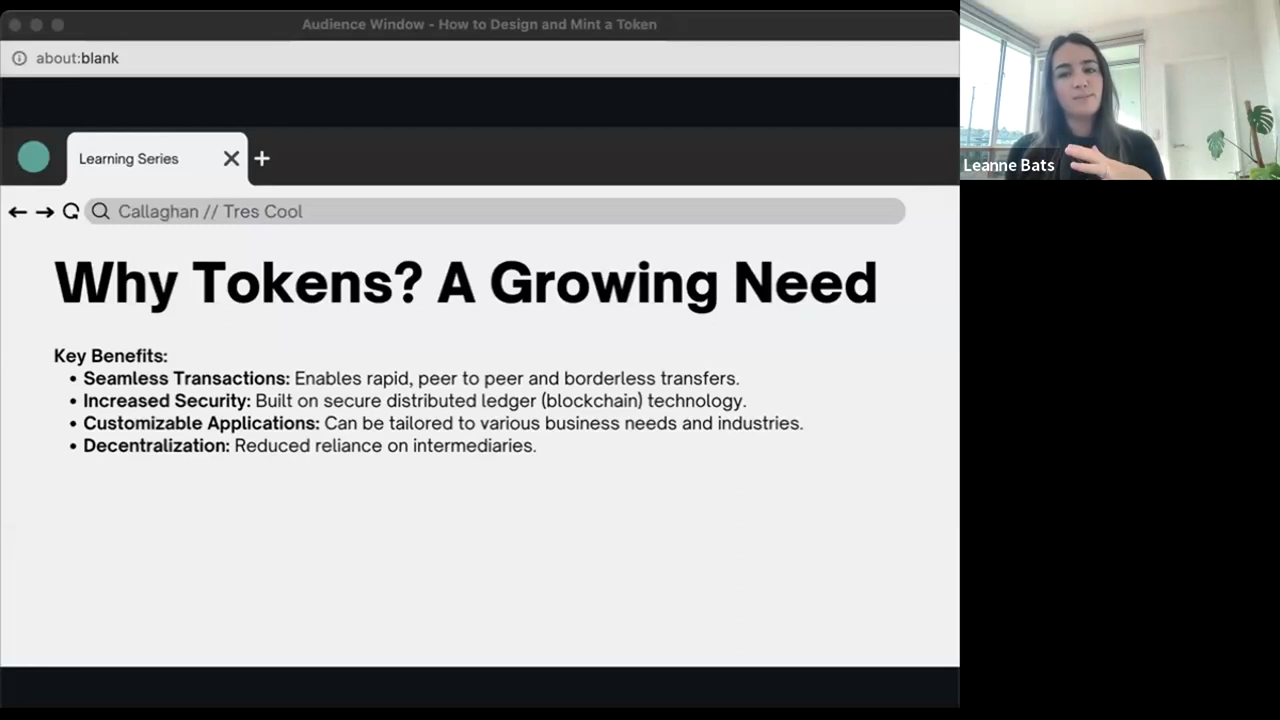 Audience Window - How to Design and Mint a Token
about:blank
Learning Series
Callaghan // Tres Cool
Why Tokens? A Growing Need
Key Benefits:
• Seamless Transactions: Enables rapid, peer to peer and borderless transfers.
• Increased Security: Built on secure distributed ledger (blockchain) technology.
• Customizable Applications: Can be tailored to various business needs and industries.
• Decentralization: Reduced reliance on intermediaries.
Leanne Bats